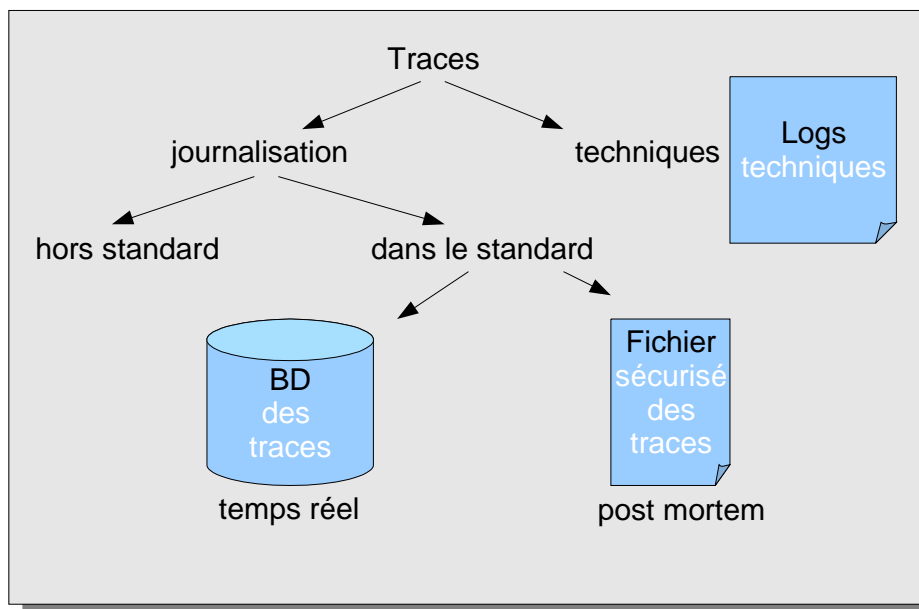 Traces
journalisation
techniques
Logs
techniques
hors standard
dans le standard
BD
des
traces
temps réel
Fichier
sécurisé
des
traces
post mortem